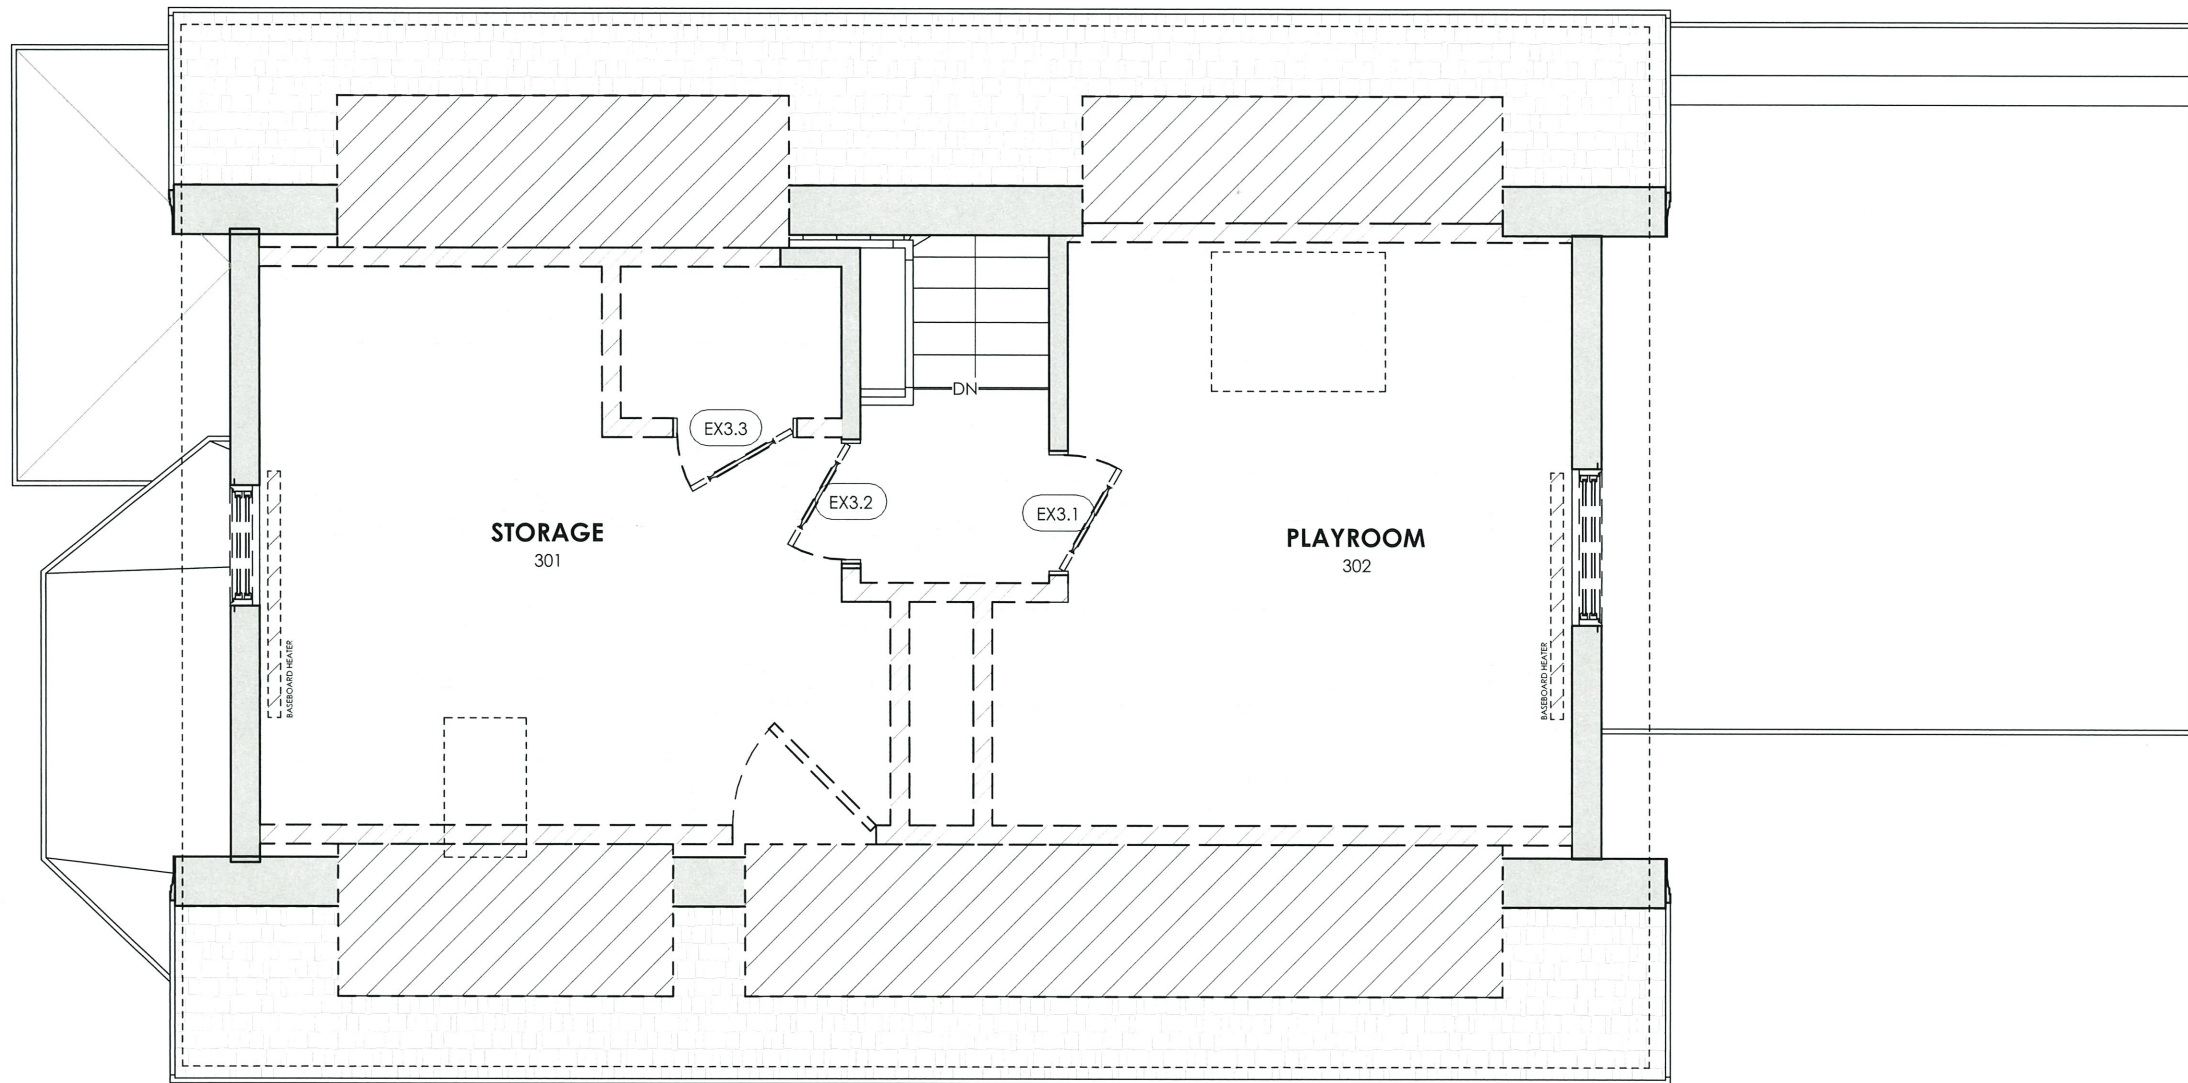 DN
EX3.3
EX3.2
EX3.1
STORAGE
301
PLAYROOM
302
BASEBOARD HEATER
BASEBOARD HEATER